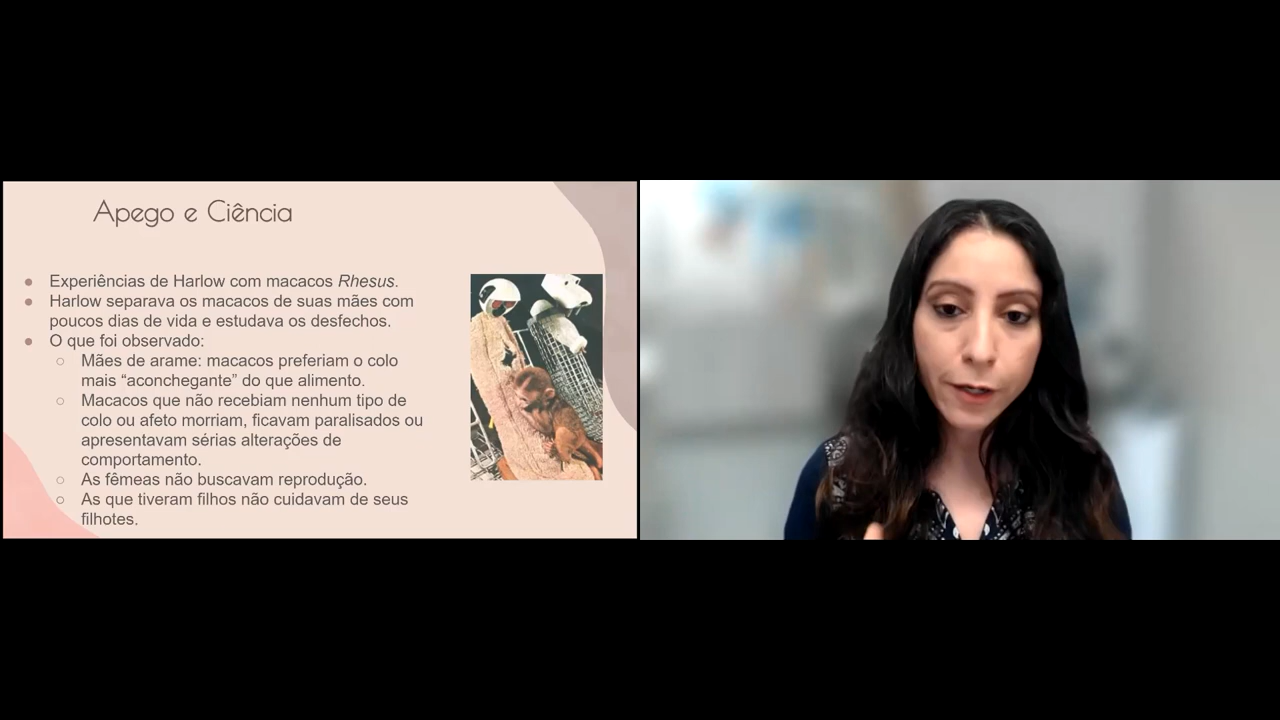 Apego e Ciência
● Experiências de Harlow com macacos Rhesus.
● Harlow separava os macacos de suas mães com
poucos dias de vida e estudava os desfechos.
● O que foi observado:
○ Mães de arame: macacos preferiam o colo
mais “aconchegante” do que alimento.
○ Macacos que não recebiam nenhum tipo de
colo ou afeto morriam, ficavam paralisados ou
apresentavam sérias alterações de
comportamento.
○ As fêmeas não buscavam reprodução.
○ As que tiveram filhos não cuidavam de seus
filhotes.